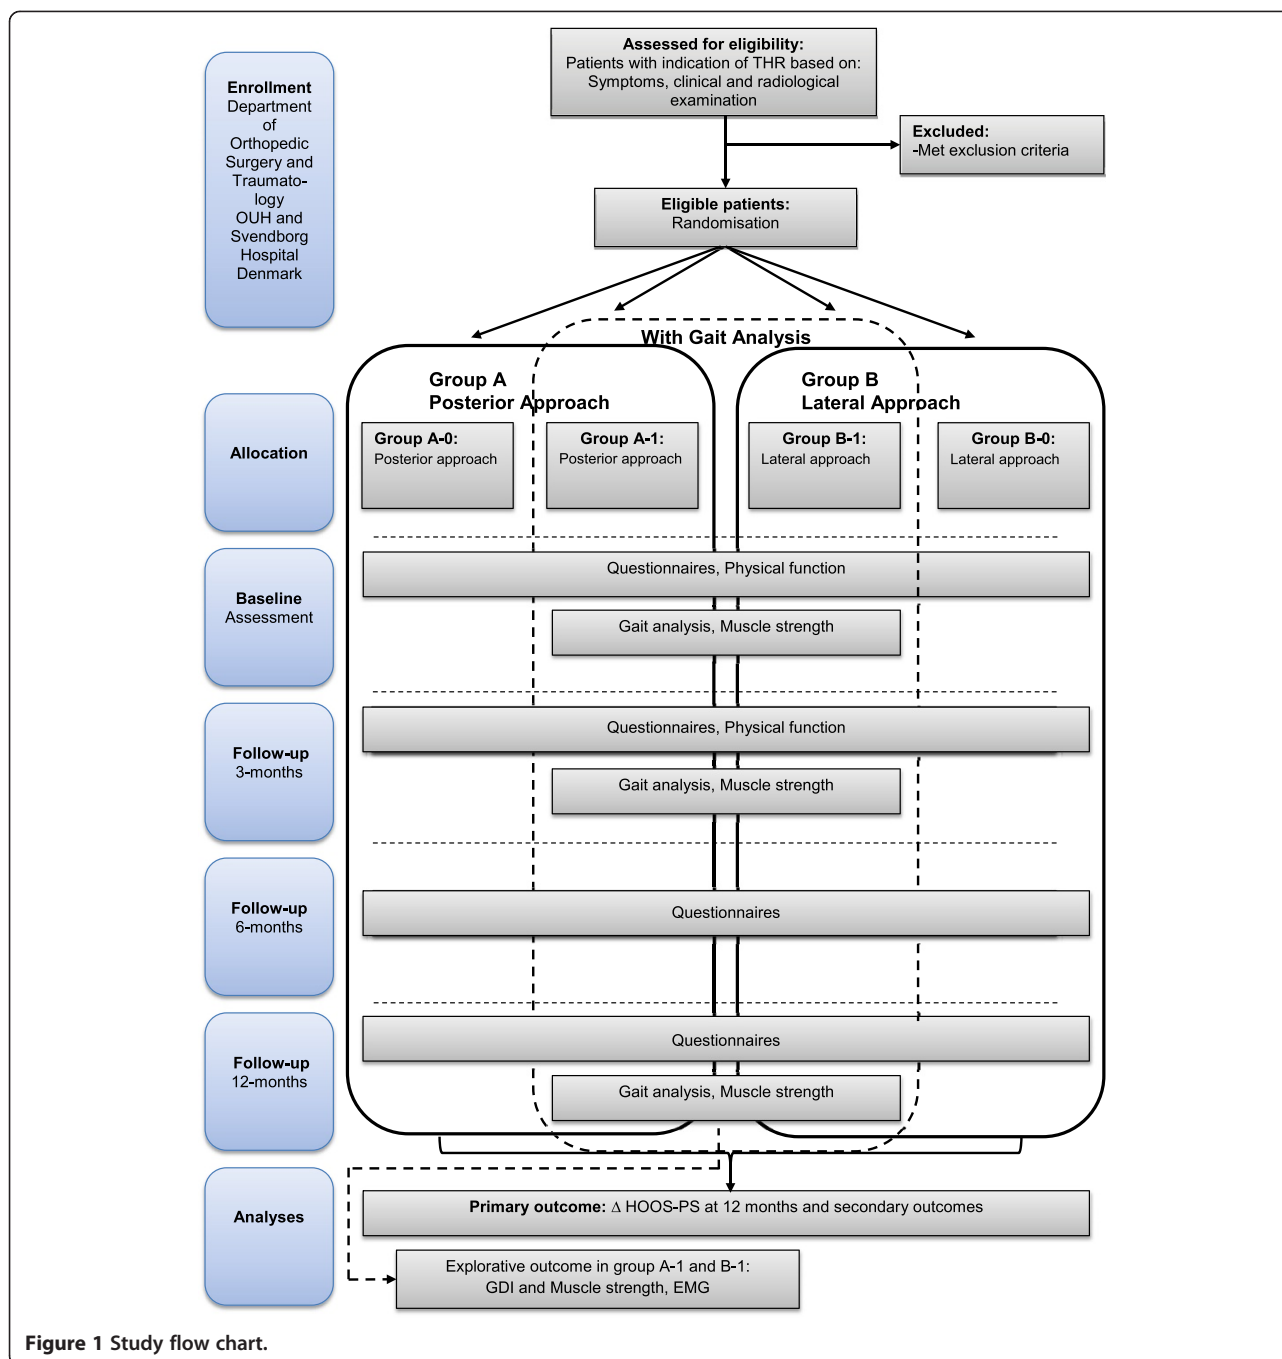 Assessed for eligibility:
Patients with indication of THR based on:
Symptoms, clinical and radiological
examination
Enrollment
Department
of
Orthopedic
Surgery and
Traumato-
logy
OUH and
Svendborg
Hospital
Denmark
Excluded:
-Met exclusion criteria
Eligible patients:
Randomisation
With Gait Analysis
Group A
Posterior Approach
Group B
Lateral Approach
Allocation
Group A-0:
Posterior approach
Group A-1:
Posterior approach
Group B-1:
Lateral approach
Group B-0:
Lateral approach
Baseline
Assessment
Questionnaires, Physical function
Gait analysis, Muscle strength
Follow-up
3-months
Questionnaires, Physical function
Gait analysis, Muscle strength
Follow-up
6-months
Questionnaires
Follow-up
12-months
Questionnaires
Gait analysis, Muscle strength
Analyses
Primary outcome: Δ HOOS-PS at 12 months and secondary outcomes
Explorative outcome in group A-1 and B-1:
GDI and Muscle strength, EMG
Figure 1 Study flow chart.